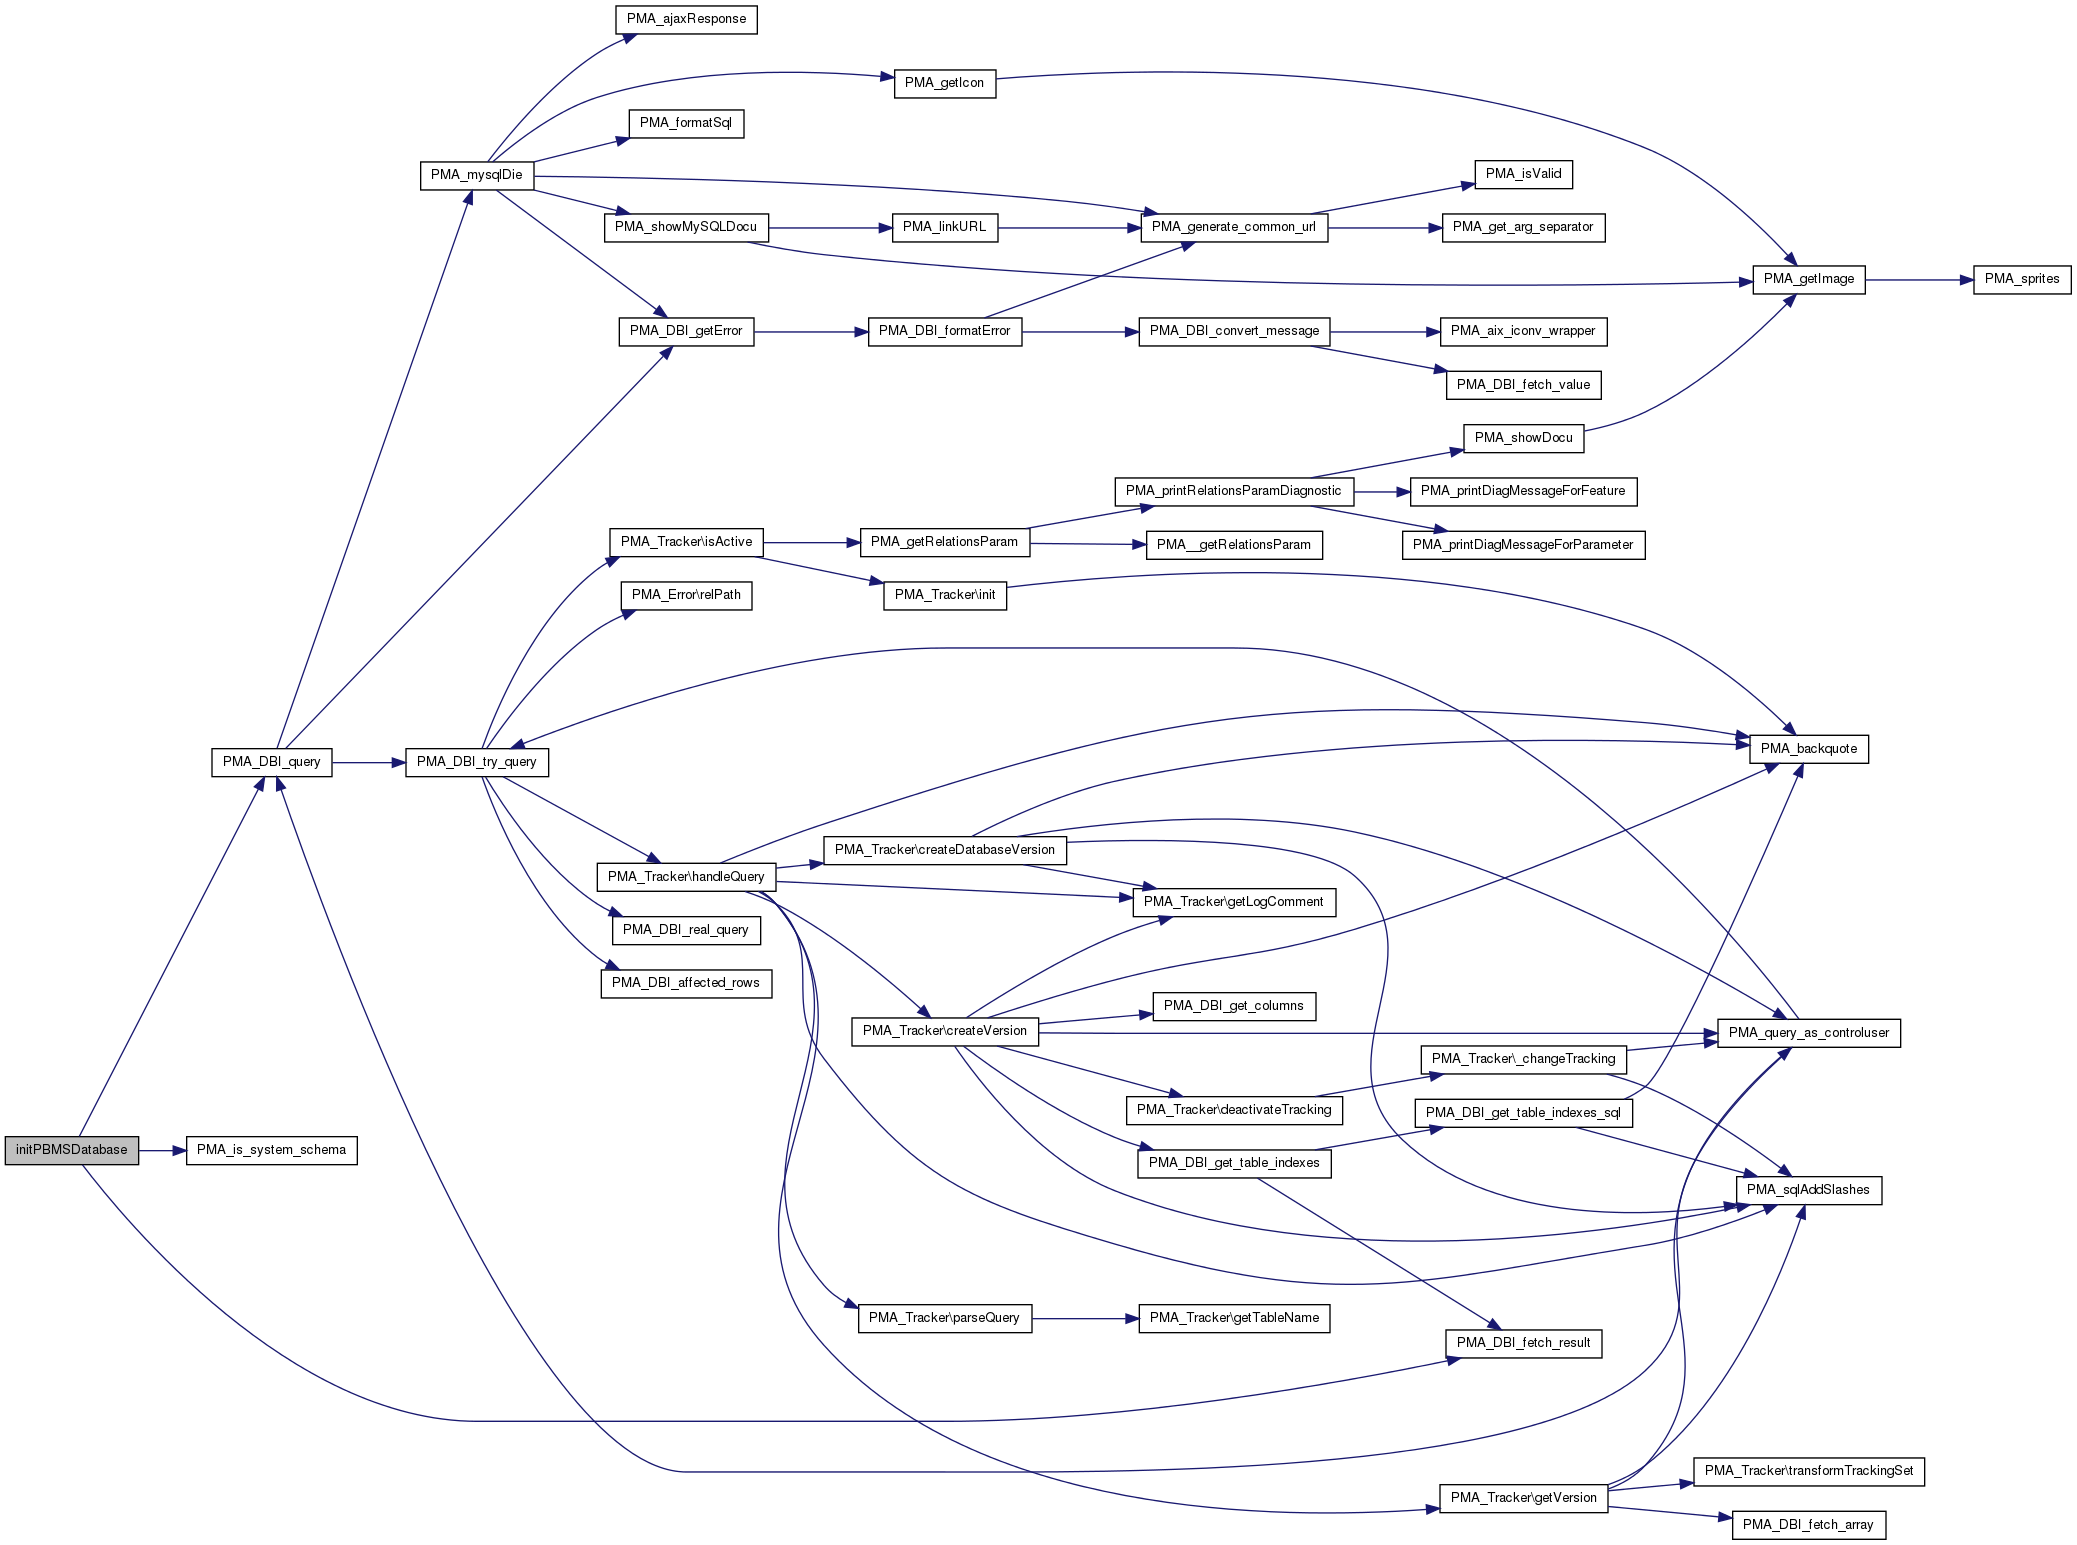 PMA_ajaxResponse
PMA_getIcon
PMA_formatSql
PMA_mysqlDie
PMA_isValid
PMA_showMySQLDocu
PMA_linkURL
PMA_generate_common_url
PMA_get_arg_separator
PMA_getImage
PMA_sprites
PMA_DBI_getError
PMA_DBI_formatError
PMA_DBI_convert_message
PMA_aix_iconv_wrapper
PMA_DBI_fetch_value
PMA_showDocu
PMA_printRelationsParamDiagnostic
PMA_printDiagMessageForFeature
PMA_Tracker\isActive
PMA_getRelationsParam
PMA__getRelationsParam
PMA_printDiagMessageForParameter
PMA_Error\relPath
PMA_Tracker\init
PMA_DBI_query
PMA_DBI_try_query
PMA_backquote
PMA_Tracker\createDatabaseVersion
PMA_Tracker\handleQuery
PMA_Tracker\getLogComment
PMA_DBI_real_query
PMA_DBI_affected_rows
PMA_DBI_get_columns
PMA_Tracker\createVersion
PMA_query_as_controluser
PMA_Tracker\_changeTracking
PMA_Tracker\deactivateTracking
PMA_DBI_get_table_indexes_sql
initPBMSDatabase
PMA_is_system_schema
PMA_DBI_get_table_indexes
PMA_sqlAddSlashes
PMA_Tracker\parseQuery
PMA_Tracker\getTableName
PMA_DBI_fetch_result
PMA_Tracker\transformTrackingSet
PMA_Tracker\getVersion
PMA_DBI_fetch_array